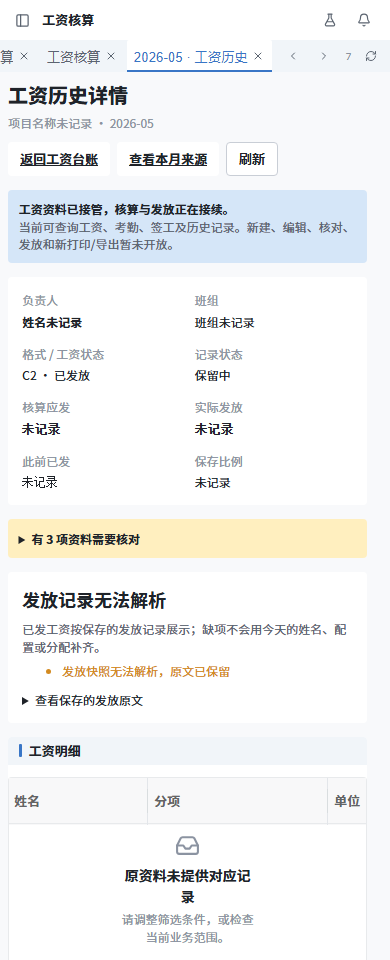 工资核算
算
工资核算
2026-05 · 工资历史
7
工资历史详情
项目名称未记录 • 2026-05
返回工资台账
查看本月来源
刷新
工资资料已接管，核算与发放正在接续。
当前可查询工资、考勤、签工及历史记录。新建、编辑、核对、
发放和新打印/导出暂未开放。
负责人
班组
姓名未记录
班组未记录
格式 / 工资状态
记录状态
C2 • 已发放
保留中
核算应发
实际发放
未记录
未记录
此前已发
保存比例
未记录
未记录
有 3 项资料需要核对
发放记录无法解析
已发工资按保存的发放记录展示；缺项不会用今天的姓名、配
置或分配补齐。
发放快照无法解析，原文已保留
查看保存的发放原文
工资明细
姓名
分项
单位
原资料未提供对应记
录
请调整筛选条件，或检查
当前业务范围。